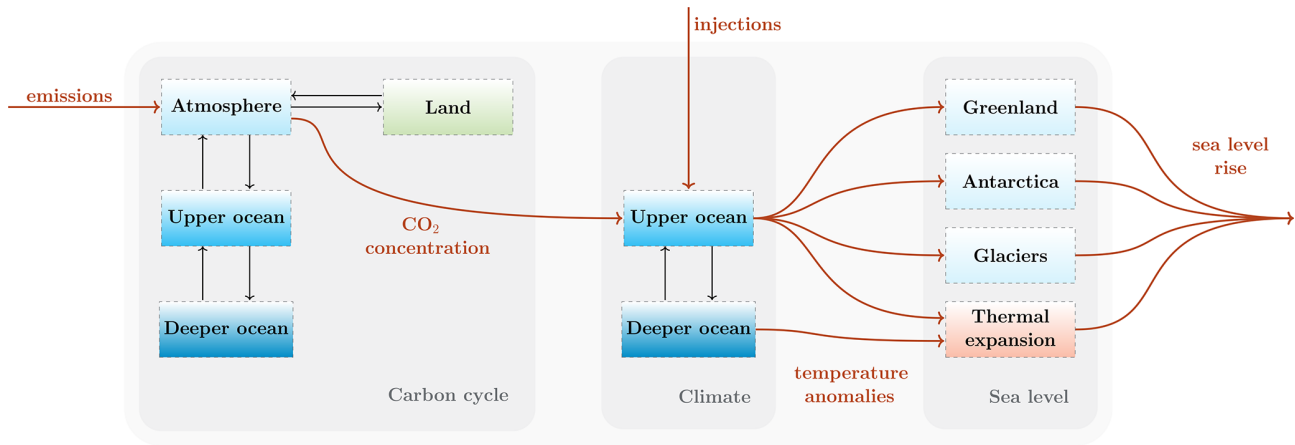 injections
emissions
Atmosphere
Land
Upper ocean
CO₂
concentration
Deeper ocean
Carbon cycle
Upper ocean
Deeper ocean
temperature
anomalies
Climate
Greenland
Antarctica
Glaciers
Thermal
expansion
Sea level
sea level
rise